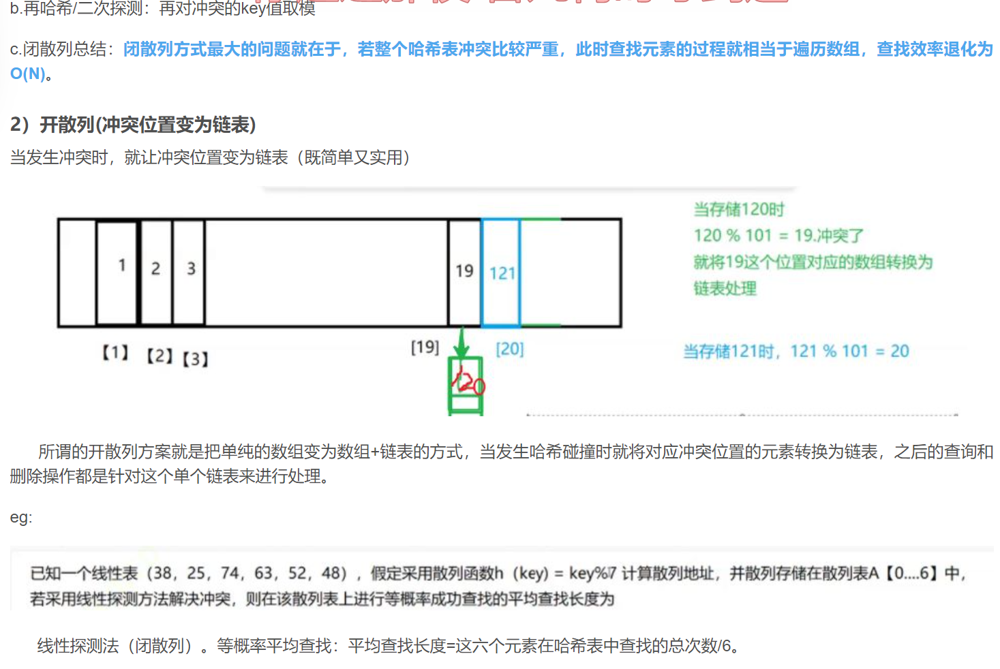 b.再哈希/二次探测：再对冲突的key值取模
c.闭散列总结：闭散列方式最大的问题就在于，若整个哈希表冲突比较严重，此时查找元素的过程就相当于遍历数组，查找效率退化为
O(N)。
2）开散列(冲突位置变为链表)
当发生冲突时，就让冲突位置变为链表（既简单又实用）
当存储120时
120 % 101 = 19.冲突了
就将19这个位置对应的数组转换为
链表处理
1 2 3 19 121
【1】 【2】 【3】 [19] [20]
当存储121时，121 % 101 = 20
120
所谓的开散列方案就是把单纯的数组变为数组+链表的方式，当发生哈希碰撞时就将对应冲突位置的元素转换为链表，之后的查询和
删除操作都是针对这个单个链表来进行处理。
eg:
已知一个线性表（38，25，74，63，52，48），假定采用散列函数h（key) = key%7 计算散列地址，并散列存储在散列表A【0....6】中，
若采用线性探测方法解决冲突，则在该散列表上进行等概率成功查找的平均查找长度为
线性探测法（闭散列）。等概率平均查找：平均查找长度=这六个元素在哈希表中查找的总次数/6。